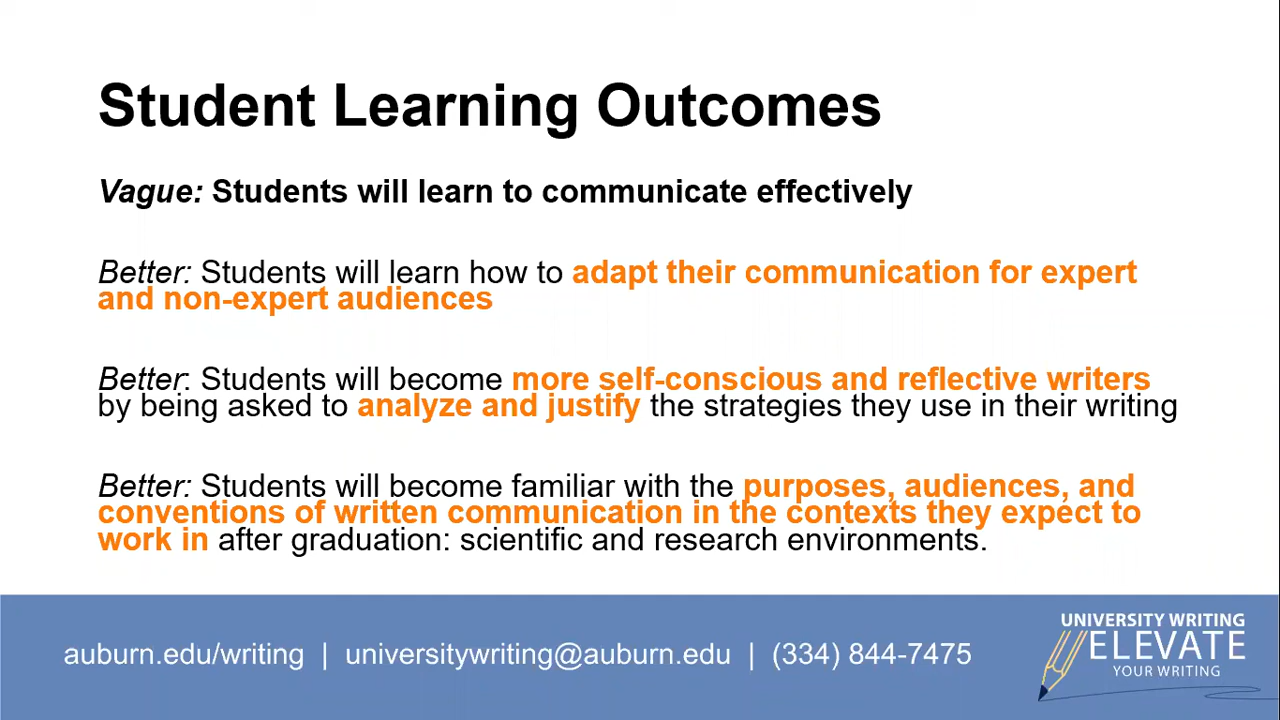 Student Learning Outcomes
Vague: Students will learn to communicate effectively
Better: Students will learn how to adapt their communication for expert
and non-expert audiences
Better: Students will become more self-conscious and reflective writers
by being asked to analyze and justify the strategies they use in their writing
Better: Students will become familiar with the purposes, audiences, and
conventions of written communication in the contexts they expect to
work in after graduation: scientific and research environments.
auburn.edu/writing | universitywriting@auburn.edu | (334) 844-7475
UNIVERSITY WRITING
ELEVATE
YOUR WRITING